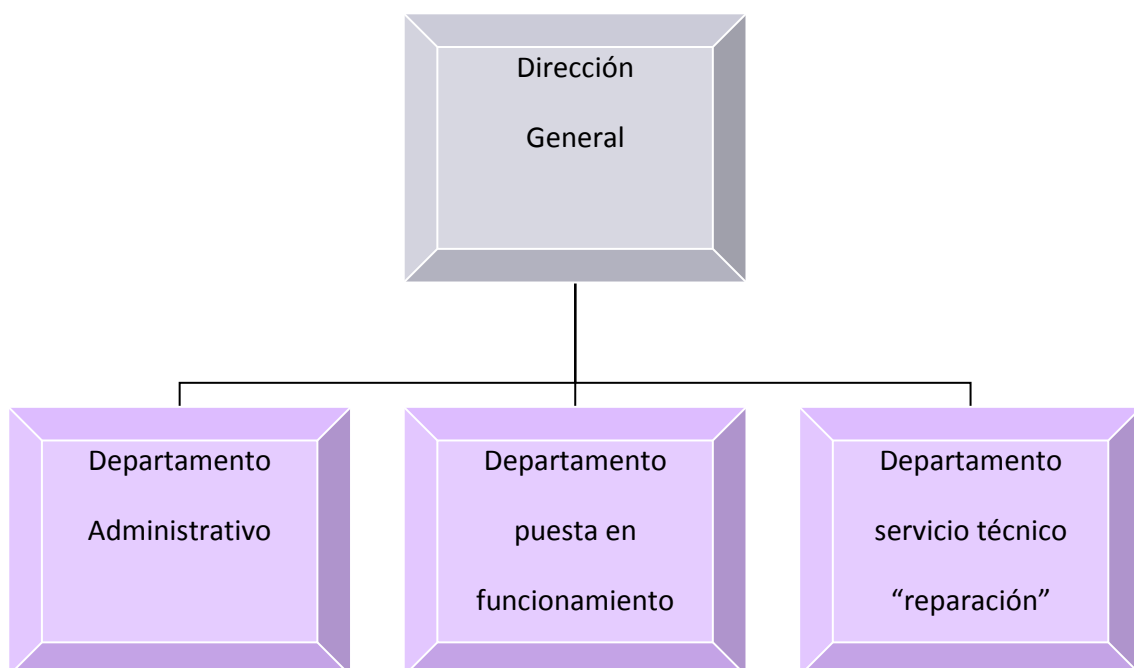 Dirección
General
Departamento
Administrativo
Departamento
puesta en
funcionamiento
Departamento
servicio técnico
“reparación”